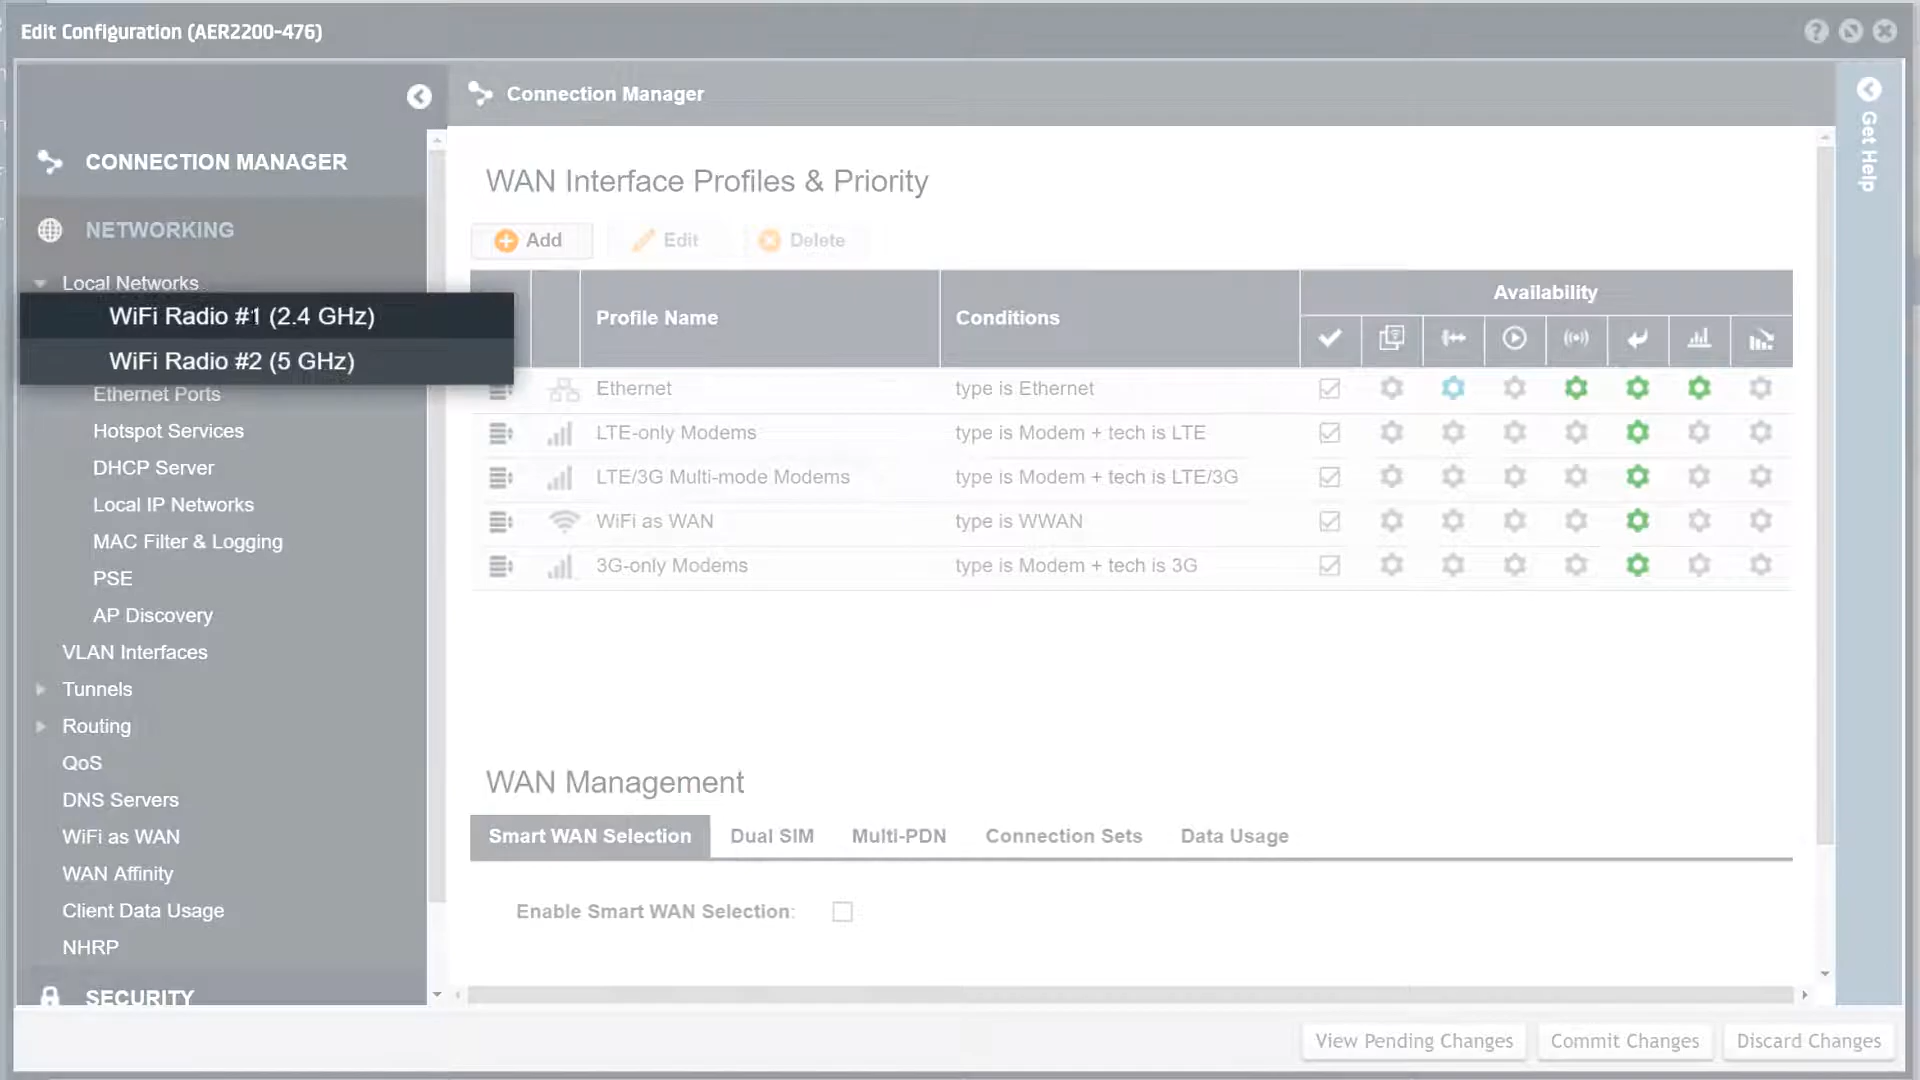 Edit Configuration (AER2200-476)
Connection Manager
Get Help
CONNECTION MANAGER
NETWORKING
Local Networks
WiFi Radio #1 (2.4 GHz)
WiFi Radio #2 (5 GHz)
Ethernet Ports
Hotspot Services
DHCP Server
Local IP Networks
MAC Filter & Logging
PSE
AP Discovery
VLAN Interfaces
Tunnels
Routing
QoS
DNS Servers
WiFi as WAN
WAN Affinity
Client Data Usage
NHRP
SECURITY
WAN Interface Profiles & Priority
Add Edit Delete
Profile Name Conditions Availability
Ethernet type is Ethernet
LTE-only Modems type is Modem + tech is LTE
LTE/3G Multi-mode Modems type is Modem + tech is LTE/3G
WiFi as WAN type is WWAN
3G-only Modems type is Modem + tech is 3G
WAN Management
Smart WAN Selection Dual SIM Multi-PDN Connection Sets Data Usage
Enable Smart WAN Selection:
View Pending Changes Commit Changes Discard Changes